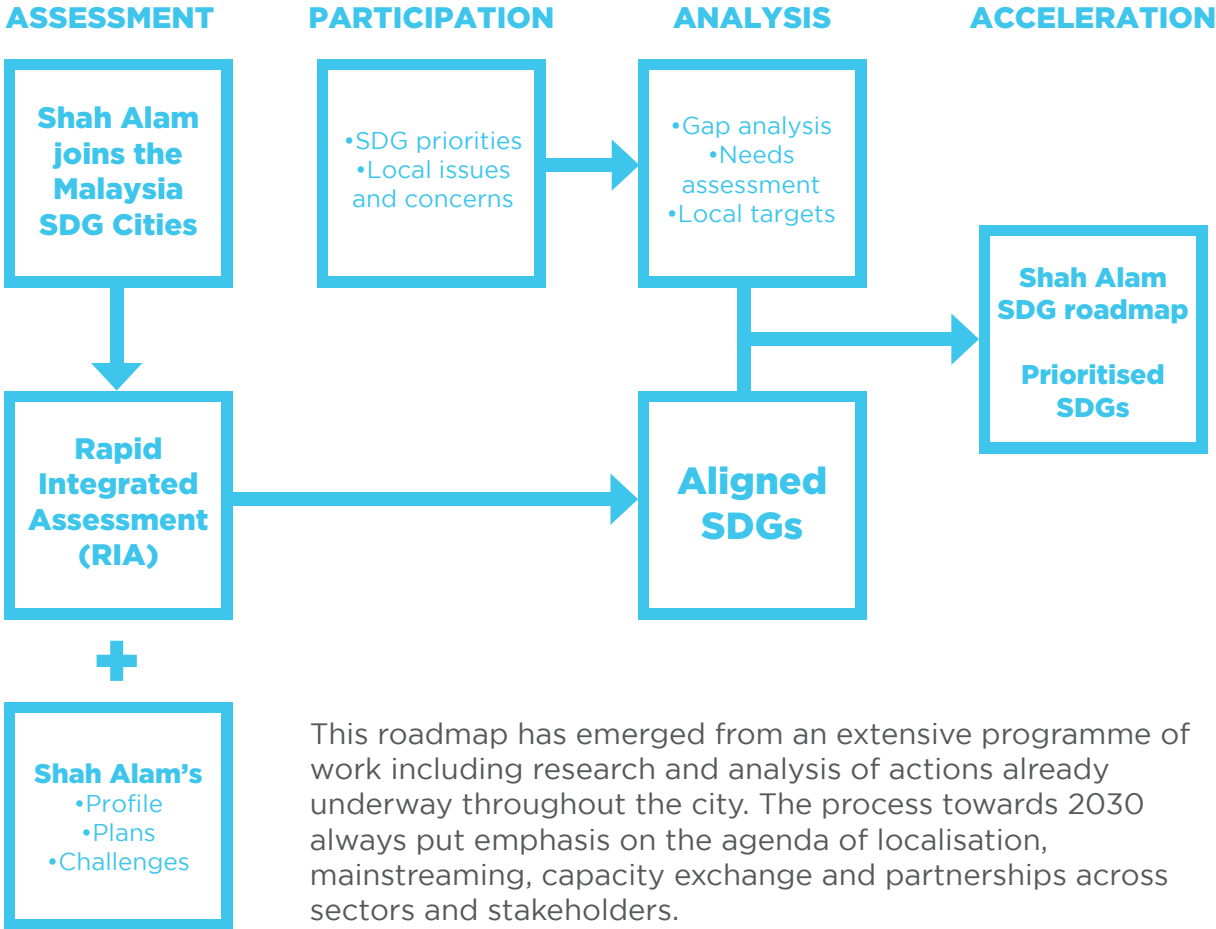 ASSESSMENT
PARTICIPATION
ANALYSIS
ACCELERATION
Shah Alam
joins the
Malaysia
SDG Cities
•SDG priorities
•Local issues
and concerns
•Gap analysis
•Needs
assessment
•Local targets
Shah Alam
SDG roadmap
Prioritised
SDGs
Rapid
Integrated
Assessment
(RIA)
Aligned
SDGs
Shah Alam's
•Profile
•Plans
•Challenges
This roadmap has emerged from an extensive programme of
work including research and analysis of actions already
underway throughout the city. The process towards 2030
always put emphasis on the agenda of localisation,
mainstreaming, capacity exchange and partnerships across
sectors and stakeholders.